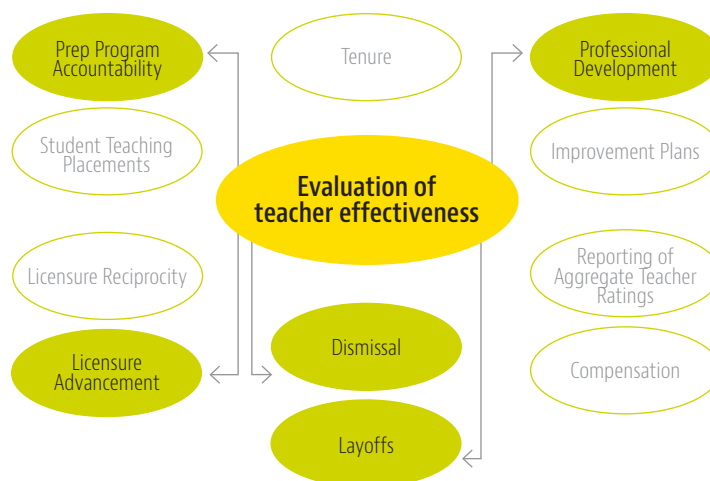 Prep Program
Accountability
Tenure
Professional
Development
Student Teaching
Placements
Improvement Plans
Evaluation of
teacher effectiveness
Licensure Reciprocity
Reporting of
Aggregate Teacher
Ratings
Dismissal
Licensure
Advancement
Compensation
Layoffs